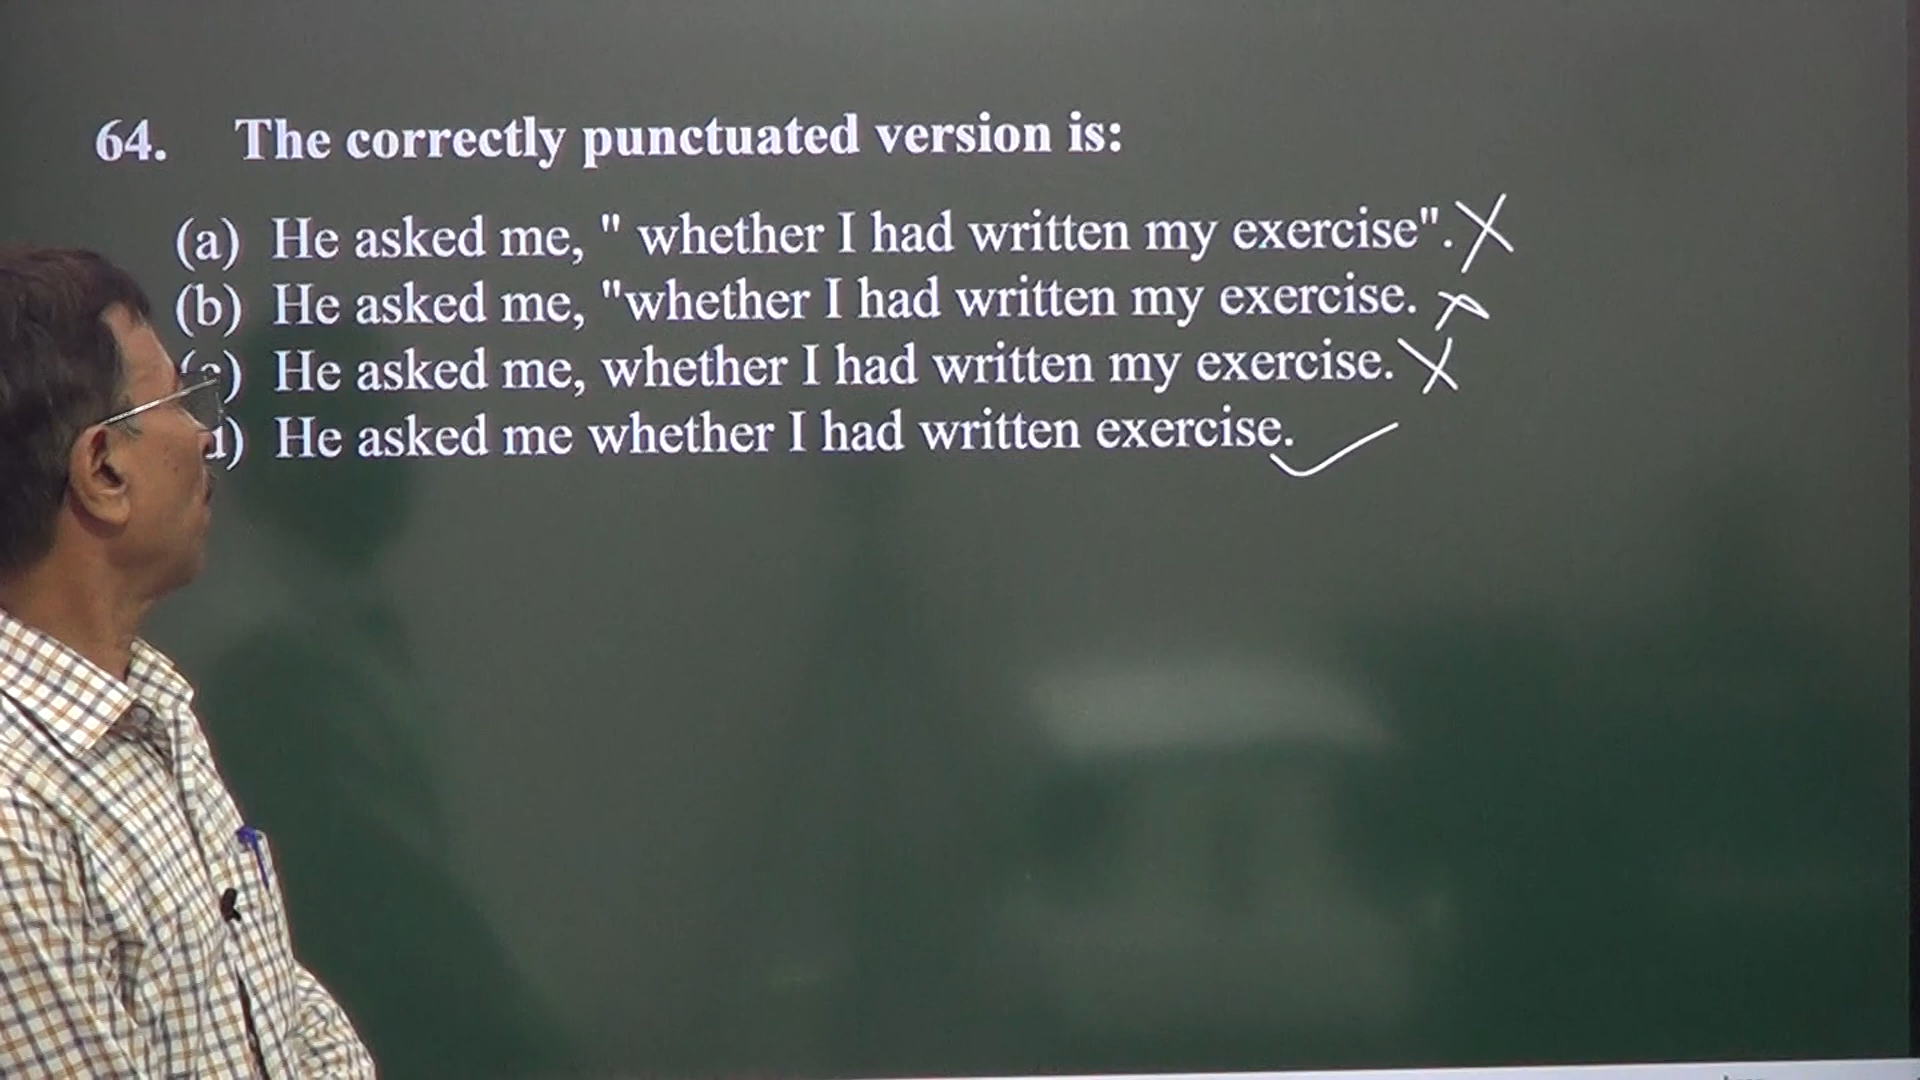 64. The correctly punctuated version is:
(a) He asked me, " whether I had written my exercise".
(b) He asked me, "whether I had written my exercise.
He asked me, whether I had written my exercise.
He asked me whether I had written exercise.